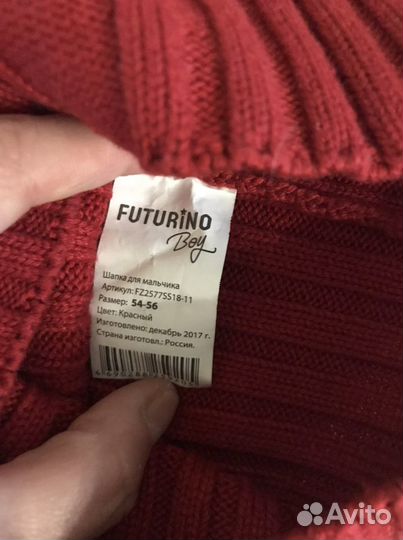 FUTURiNO
Boy
Шапка для мальчика
Артикул: FZ2577SS18-11
Размер: 54-56
Цвет: Красный
Изготовлено: декабрь 2017 г.
Страна изготовл.: Россия.
Avito